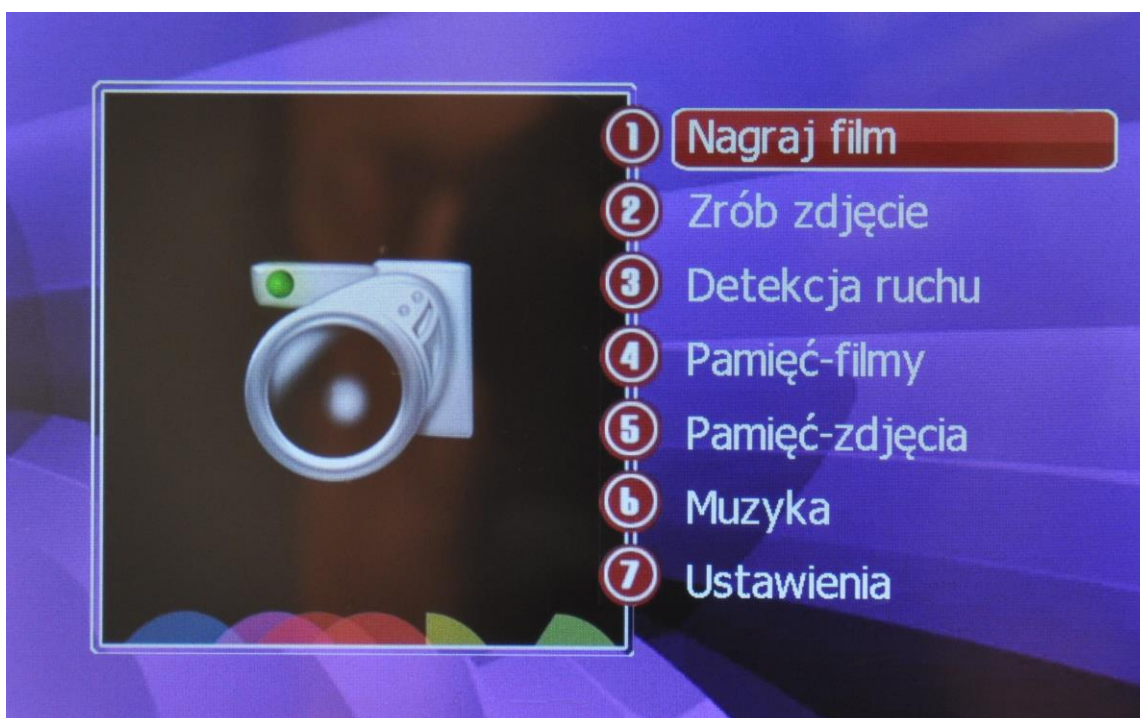 1 Nagraj film
2 Zrób zdjęcie
3 Detekcja ruchu
4 Pamięć-filmy
5 Pamięć-zdjęcia
6 Muzyka
7 Ustawienia